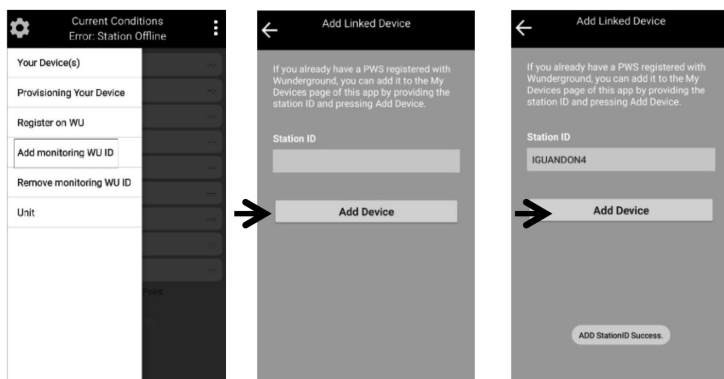 Current Conditions
Error: Station Offline
Your Device(s)
Provisioning Your Device
Register on WU
Add monitoring WU ID
Remove monitoring WU ID
Unit
Point
Add Linked Device
If you already have a PWS registered with
Wunderground, you can add it to the My
Devices page of this app by providing the
station ID and pressing Add Device.
Station ID
Add Device
Add Linked Device
If you already have a PWS registered with
Wunderground, you can add it to the My
Devices page of this app by providing the
station ID and pressing Add Device.
Station ID
IGUANDON4
Add Device
ADD StationID Success.